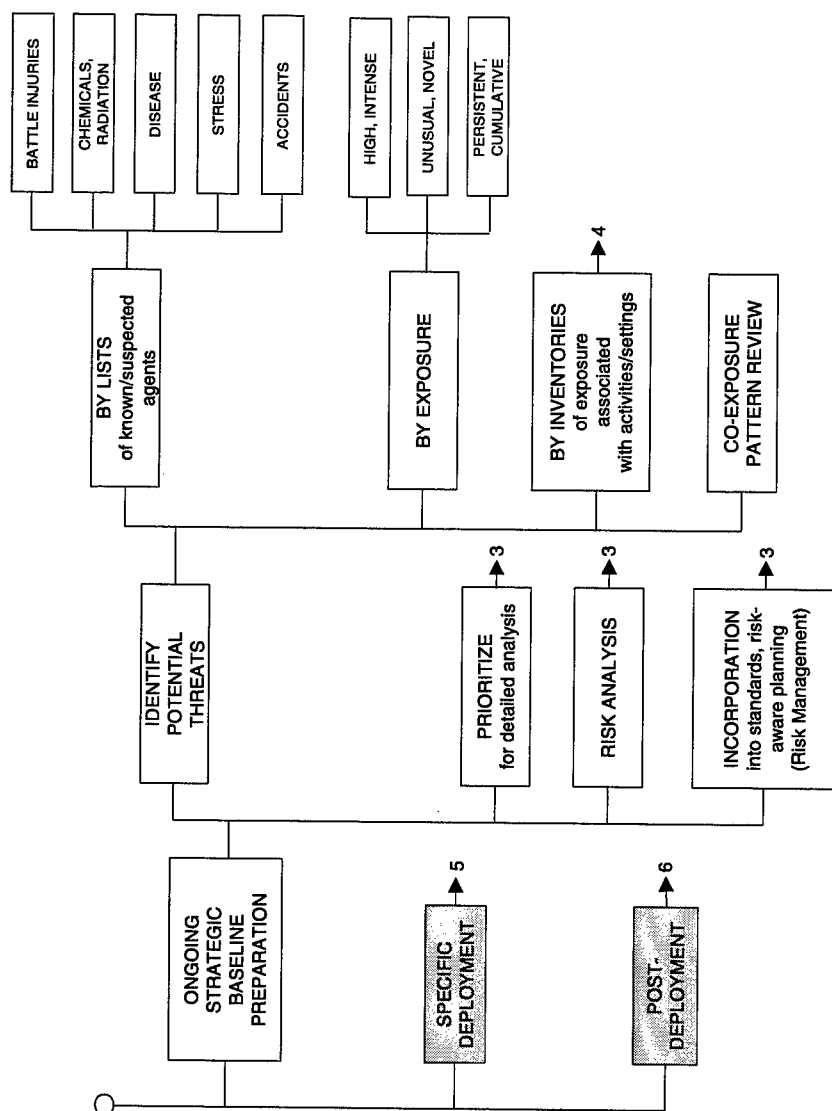 ONGOING
STRATEGIC
BASELINE
PREPARATION
SPECIFIC
DEPLOYMENT
5
POST-
DEPLOYMENT
6
IDENTIFY
POTENTIAL
THREATS
PRIORITIZE
for detailed analysis
3
RISK ANALYSIS
3
INCORPORATION
into standards, risk-
aware planning
(Risk Management)
3
BY LISTS
of known/suspected
agents
BY EXPOSURE
BY INVENTORIES
of exposure
associated
with activities/settings
4
CO-EXPOSURE
PATTERN REVIEW
BATTLE INJURIES
CHEMICALS,
RADIATION
DISEASE
STRESS
ACCIDENTS
HIGH, INTENSE
UNUSUAL, NOVEL
PERSISTENT,
CUMULATIVE